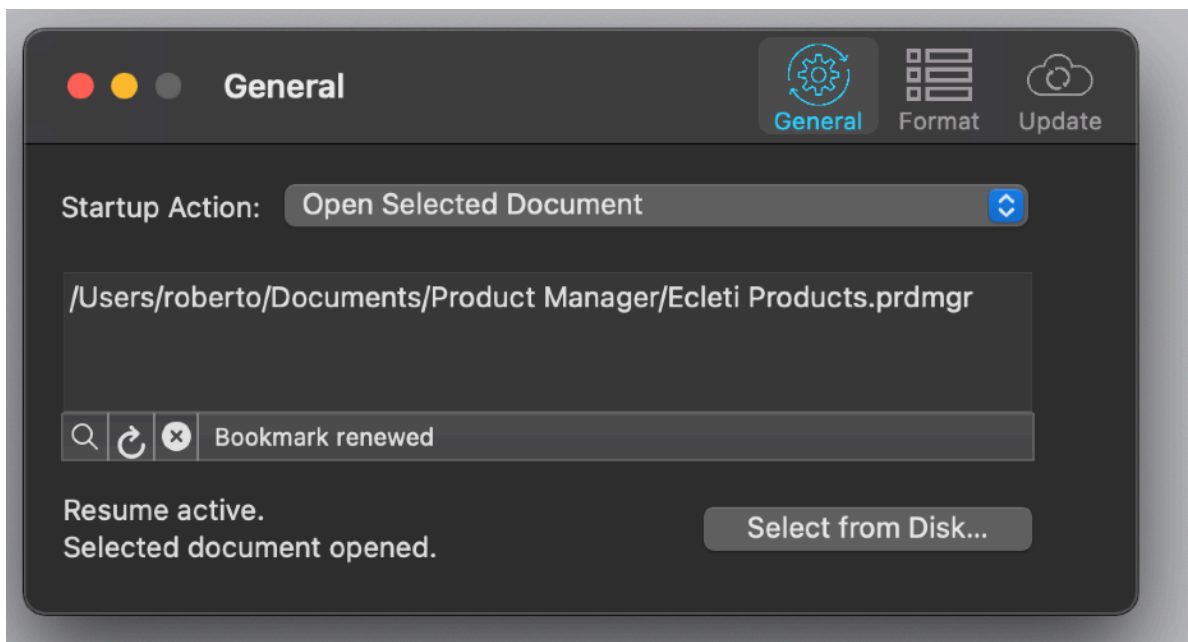 General
General
Format
Update
Startup Action:
Open Selected Document
/Users/roberto/Documents/Product Manager/Ecleti Products.prdmgr
Bookmark renewed
Resume active.
Selected document opened.
Select from Disk...